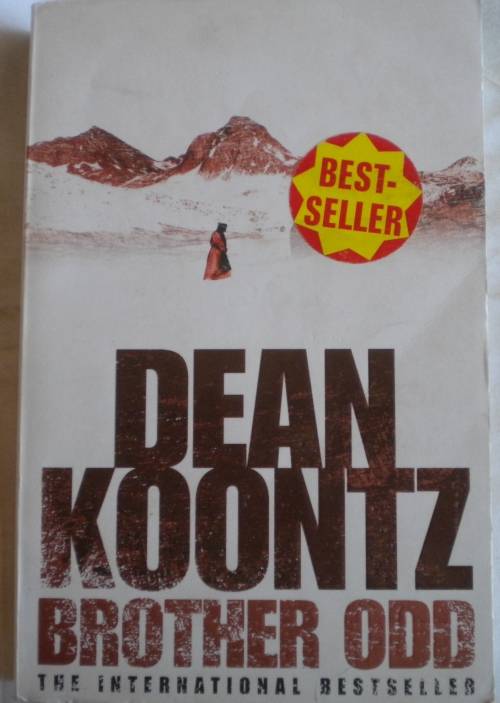 BEST-
SELLER
DEAN
KOONTZ
BROTHER ODD
THE INTERNATIONAL BESTSELLER